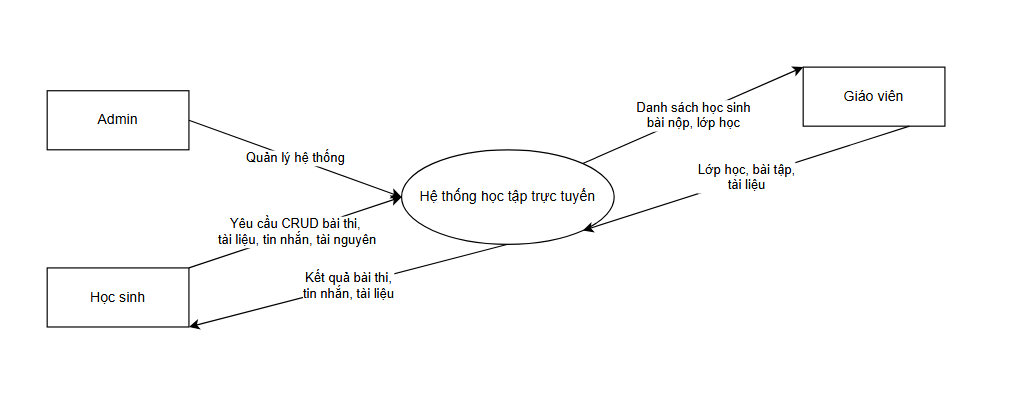 Admin
Quản lý hệ thống
Yêu cầu CRUD bài thi,
tài liệu, tin nhắn, tài nguyên
Học sinh
Kết quả bài thi,
tin nhắn, tài liệu
Hệ thống học tập trực tuyến
Danh sách học sinh
bài nộp, lớp học
Giáo viên
Lớp học, bài tập,
tài liệu